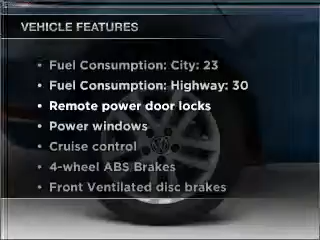 VEHICLE FEATURES
• Fuel Consumption: City: 23
• Fuel Consumption: Highway: 30
• Remote power door locks
• Power windows
• Cruise control
• 4-wheel ABS Brakes
• Front Ventilated disc brakes